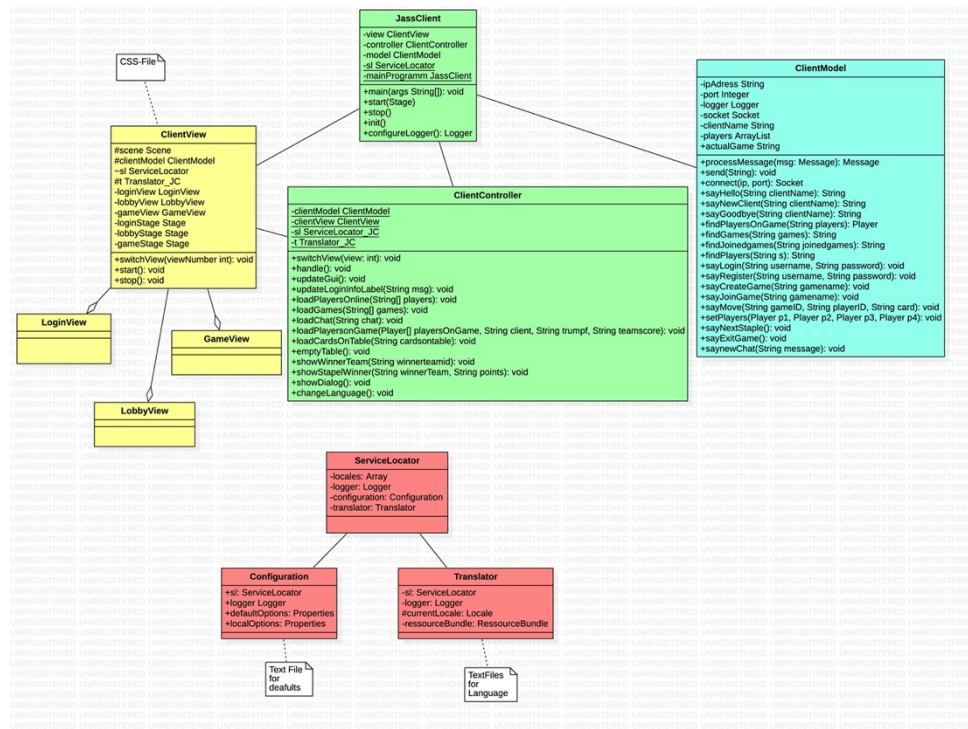 JassClient
-view ClientView
-controller ClientController
-model ClientModel
-sl ServiceLocator
-mainProgramm JassClient
+main(args String[]): void
+start(Stage)
+stop()
+init()
+configureLogger(): Logger
CSS-File
ClientView
#scene Scene
#clientModel ClientModel
~sl ServiceLocator
#t Translator_JC
-loginView LoginView
-lobbyView LobbyView
-gameView GameView
-loginStage Stage
-lobbyStage Stage
-gameStage Stage
+switchView(viewNumber int): void
+start(): void
+stop(): void
LoginView
GameView
LobbyView
ClientController
-clientModel ClientModel
-clientView ClientView
-sl ServiceLocator_JC
-t Translator_JC
+switchView(view: int): void
+handle(): void
+updateGui(): void
+updateLoginInfoLabel(String msg): void
+loadPlayersOnline(String[] players): void
+loadGames(String[] games): void
+loadChat(String chat): void
+loadPlayersonGame(Player[] playersOnGame, String client, String trumpf, String teamscore): void
+loadCardsOnTable(String cardsontable): void
+emptyTable(): void
+showWinnerTeam(String winnerteamid): void
+showStapelWinner(String winnerTeam, String points): void
+showDialog(): void
+changeLanguage(): void
ClientModel
-ipAdress String
-port Integer
-logger Logger
-socket Socket
-clientName String
-players ArrayList
+actualGame String
+processMessage(msg: Message): Message
+send(String): void
+connect(ip, port): Socket
+sayHello(String clientName): String
+sayNewClient(String clientName): String
+sayGoodbye(String clientName): String
+findPlayersOnGame(String players): Player
+findGames(String games): String
+findJoinedgames(String joinedgames): String
+findPlayers(String s): String
+sayLogin(String username, String password): void
+sayRegister(String username, String password): void
+sayCreateGame(String gamename): void
+sayJoinGame(String gamename): void
+sayMove(String gameID, String playerID, String card): void
+setPlayers(Player p1, Player p2, Player p3, Player p4): void
+sayNextStaple(): void
+sayExitGame(): void
+saynewChat(String message): void
ServiceLocator
-locales: Array
-logger: Logger
-configuration: Configuration
-translator: Translator
Configuration
+sl: ServiceLocator
+logger Logger
+defaultOptions: Properties
+localOptions: Properties
Translator
-sl: ServiceLocator
-logger: Logger
#currentLocale: Locale
-ressourceBundle: RessourceBundle
Text File
for
deafults
TextFiles
for
Language